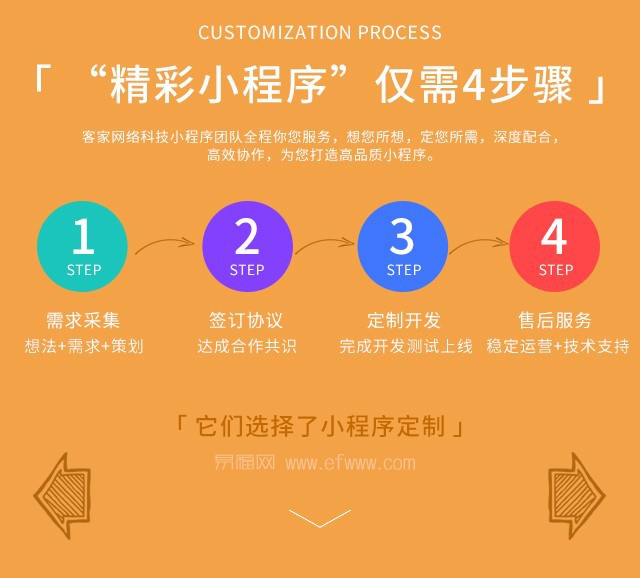 CUSTOMIZATION PROCESS
「 “精彩小程序” 仅需4步骤 」
客家网络科技小程序团队全程你您服务，想您所想，定您所需，深度配合，
高效协作，为您打造高品质小程序。
1 2 3 4
STEP STEP STEP STEP
需求采集 签订协议 定制开发 售后服务
想法+需求+策划 达成合作共识 完成开发测试上线 稳定运营+技术支持
「 它们选择了小程序定制 」
易福网 www.efwww.com